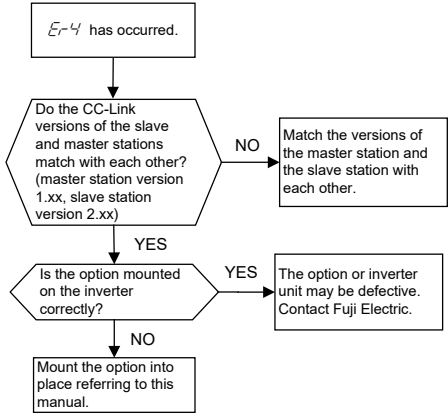 Er-4 has occurred.
Do the CC-Link
versions of the slave
and master stations
match with each other?
(master station version
1.xx, slave station
version 2.xx)
NO
Match the versions of
the master station and
the slave station with
each other.
YES
Is the option mounted
on the inverter
correctly?
YES
The option or inverter
unit may be defective.
Contact Fuji Electric.
NO
Mount the option into
place referring to this
manual.